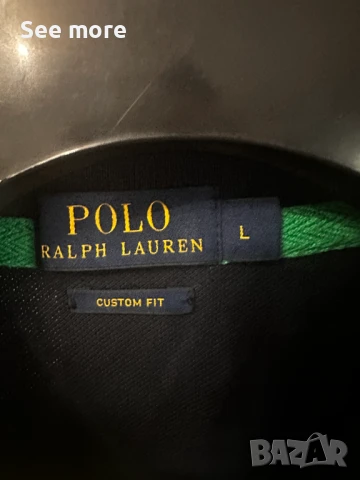 See more
POLO
RALPH LAUREN
L
CUSTOM FIT
BAZAR